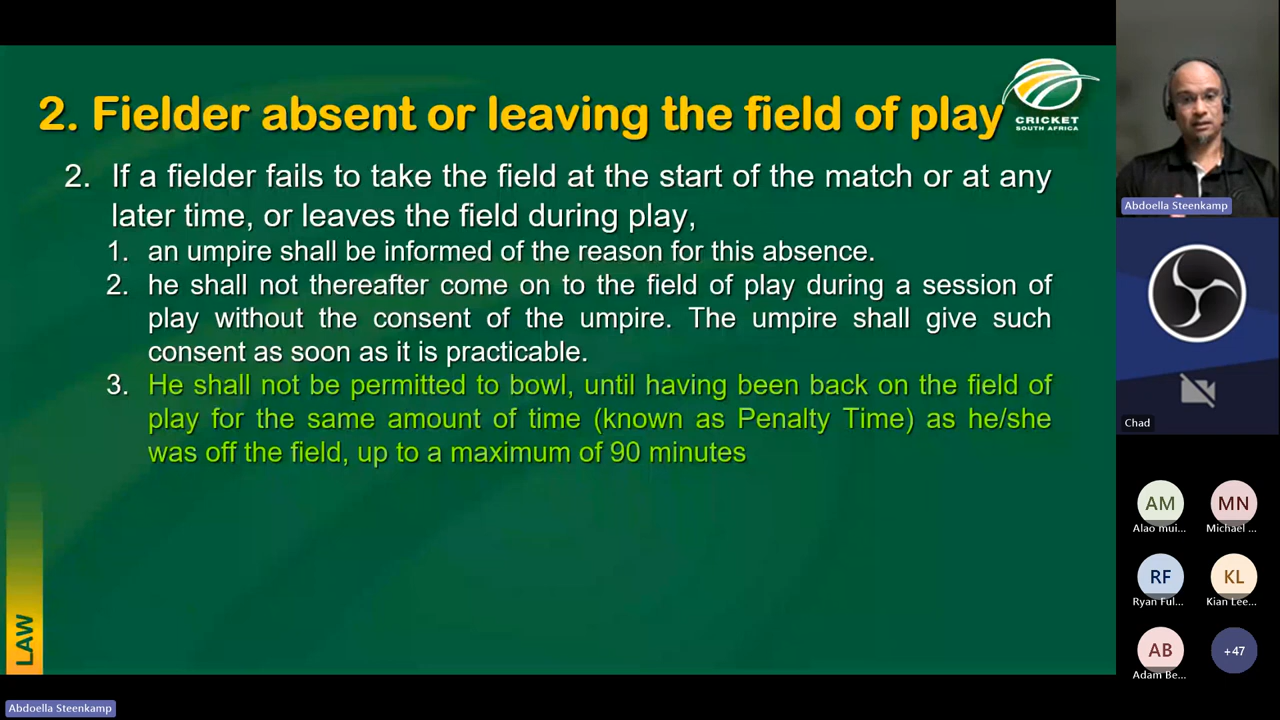 2. Fielder absent or leaving the field of play
CRICKET
SOUTH AFRICA
2. If a fielder fails to take the field at the start of the match or at any
later time, or leaves the field during play,
1. an umpire shall be informed of the reason for this absence.
2. he shall not thereafter come on to the field of play during a session of
play without the consent of the umpire. The umpire shall give such
consent as soon as it is practicable.
3. He shall not be permitted to bowl, until having been back on the field of
play for the same amount of time (known as Penalty Time) as he/she
was off the field, up to a maximum of 90 minutes
LAW
Abdoella Steenkamp
Abdoella Steenkamp
Chad
AM
MN
Alao mui...
Michael ...
RF
KL
Ryan Ful...
Kian Lee...
AB
+47
Adam Be...